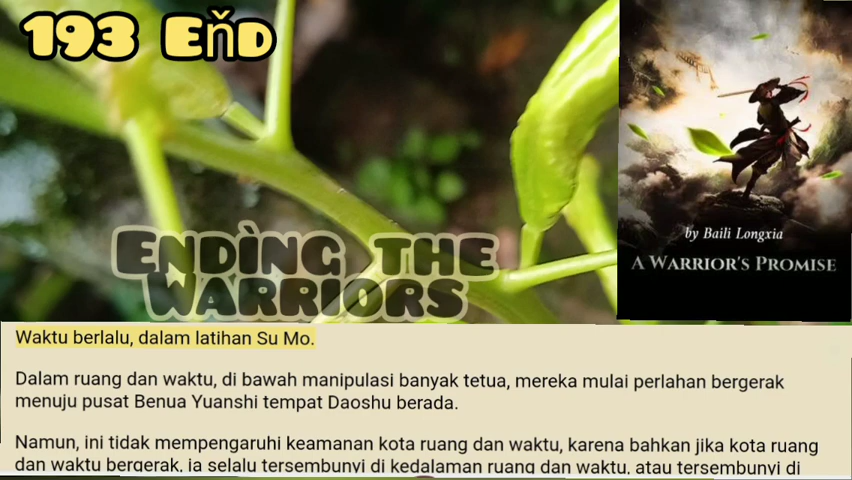 193 Eňd
Endìng the
Warriors
by Baili Longxia
A Warrior's Promise
Waktu berlalu, dalam latihan Su Mo.
Dalam ruang dan waktu, di bawah manipulasi banyak tetua, mereka mulai perlahan bergerak
menuju pusat Benua Yuanshi tempat Daoshu berada.
Namun, ini tidak mempengaruhi keamanan kota ruang dan waktu, karena bahkan jika kota ruang
dan waktu bergerak, ia selalu tersembunyi di kedalaman ruang dan waktu, atau tersembunyi di